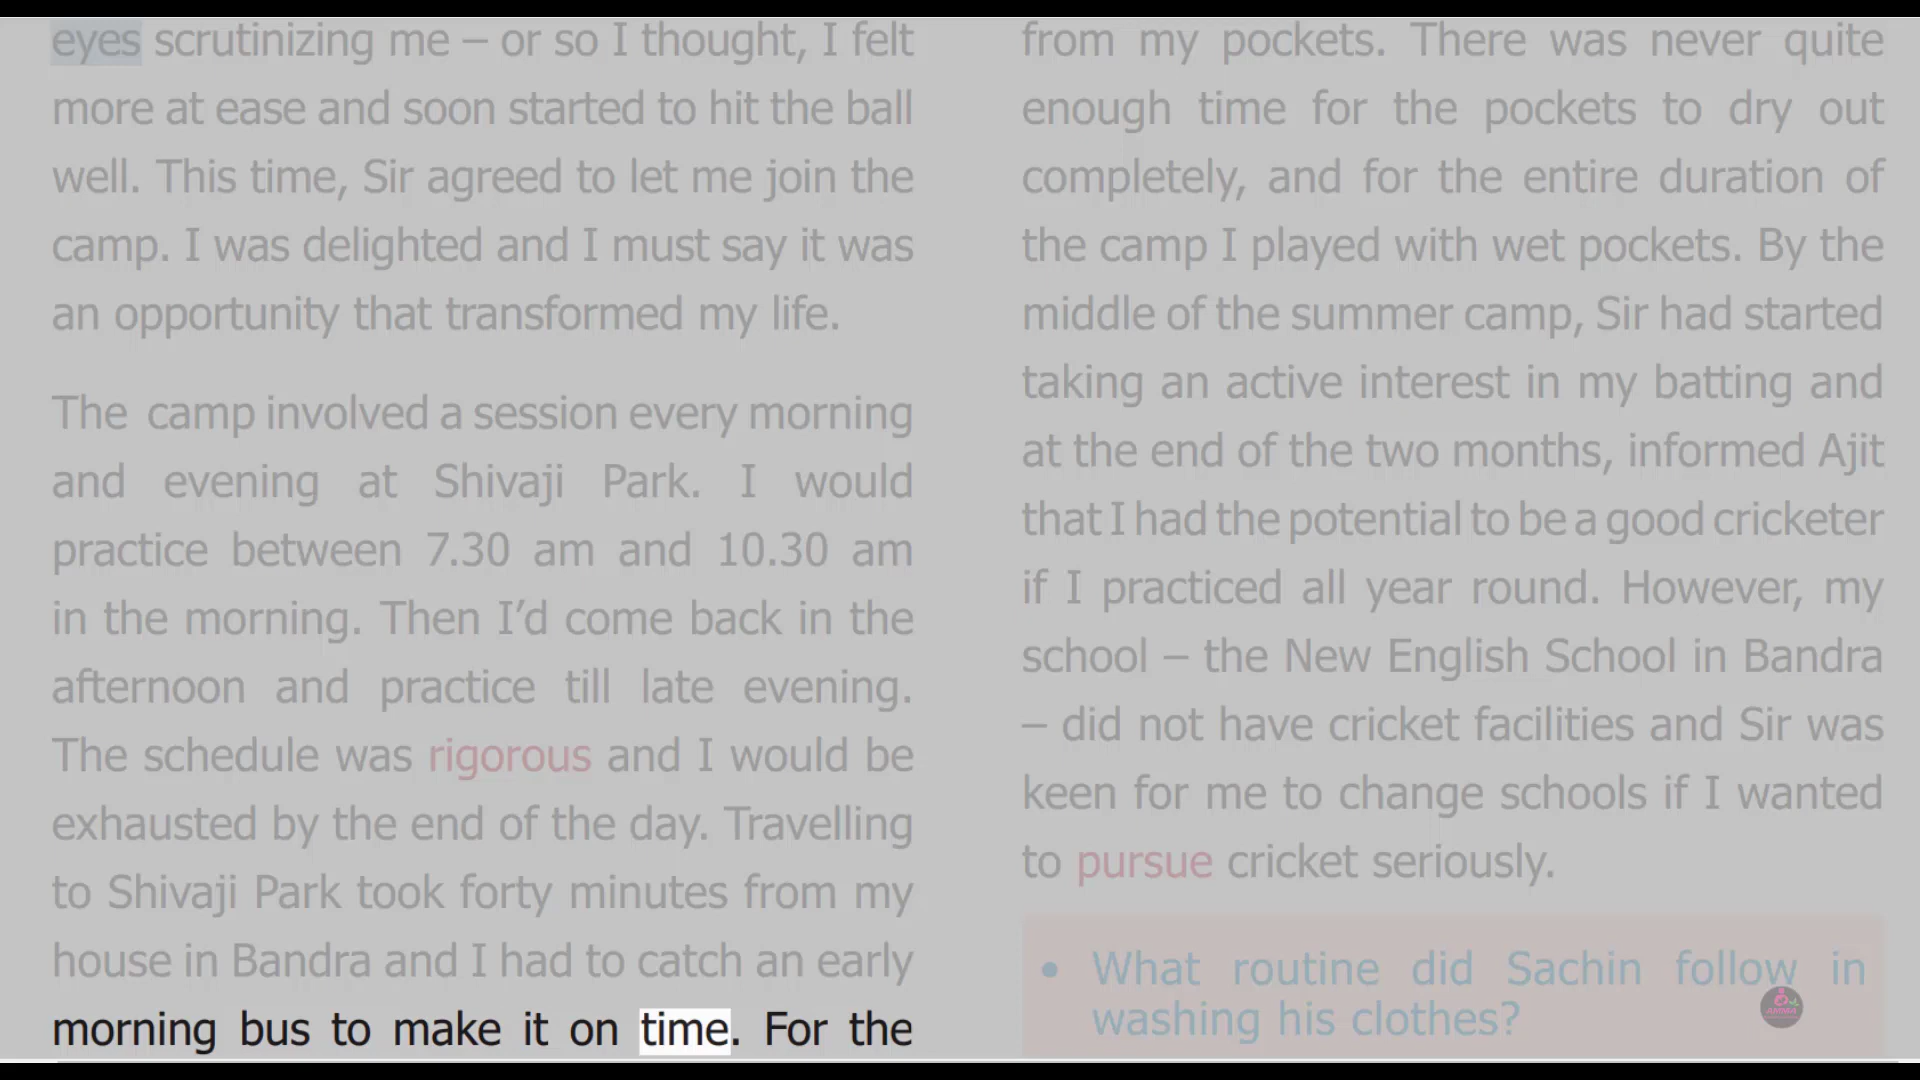 eyes scrutinizing me – or so I thought, I felt
more at ease and soon started to hit the ball
well. This time, Sir agreed to let me join the
camp. I was delighted and I must say it was
an opportunity that transformed my life.
The camp involved a session every morning
and evening at Shivaji Park. I would
practice between 7.30 am and 10.30 am
in the morning. Then I’d come back in the
afternoon and practice till late evening.
The schedule was rigorous and I would be
exhausted by the end of the day. Travelling
to Shivaji Park took forty minutes from my
house in Bandra and I had to catch an early
morning bus to make it on time. For the
from my pockets. There was never quite
enough time for the pockets to dry out
completely, and for the entire duration of
the camp I played with wet pockets. By the
middle of the summer camp, Sir had started
taking an active interest in my batting and
at the end of the two months, informed Ajit
that I had the potential to be a good cricketer
if I practiced all year round. However, my
school – the New English School in Bandra
– did not have cricket facilities and Sir was
keen for me to change schools if I wanted
to pursue cricket seriously.
• What routine did Sachin follow in
washing his clothes?